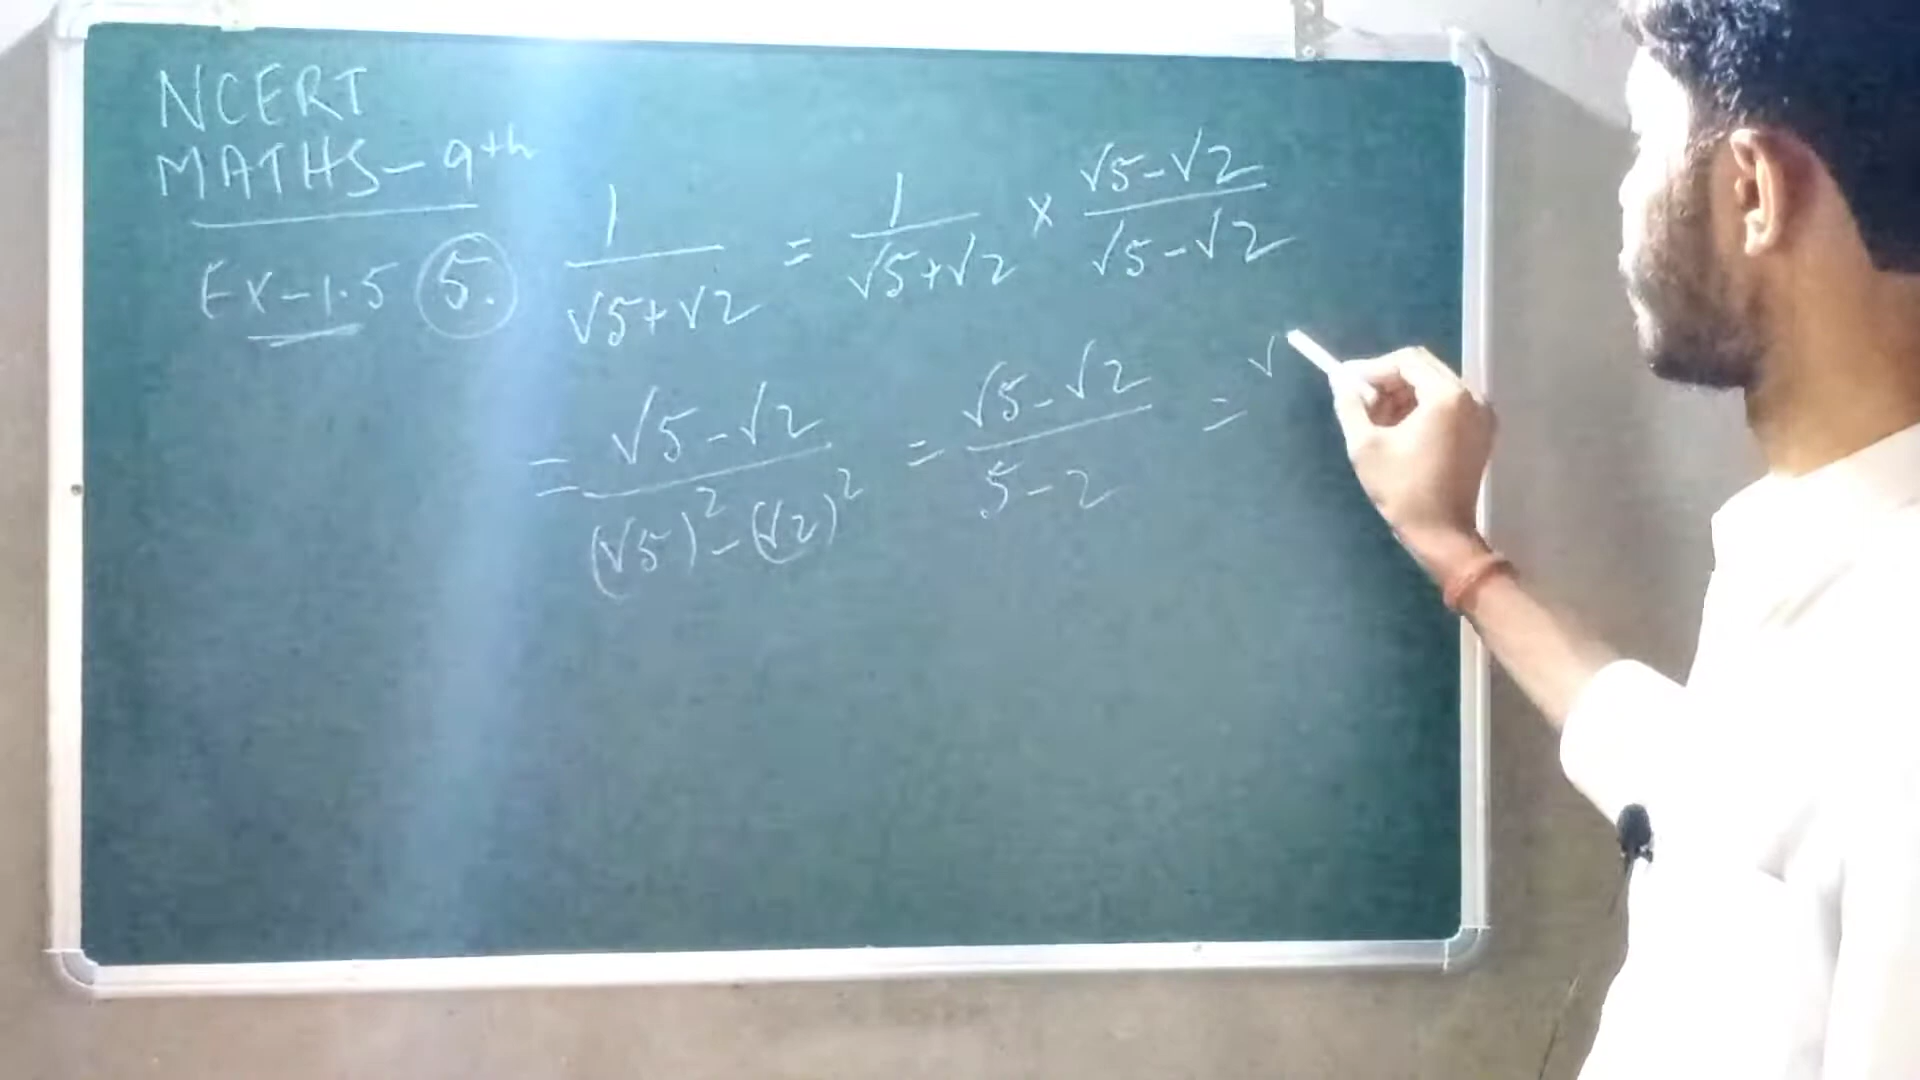 NCERT
MATHS-9th
Ex-1.5 5. 1/(√5+√2) = 1/(√5+√2) × (√5-√2)/(√5-√2)
= (√5-√2)/((√5)²-(√2)²) = (√5-√2)/(5-2) = √